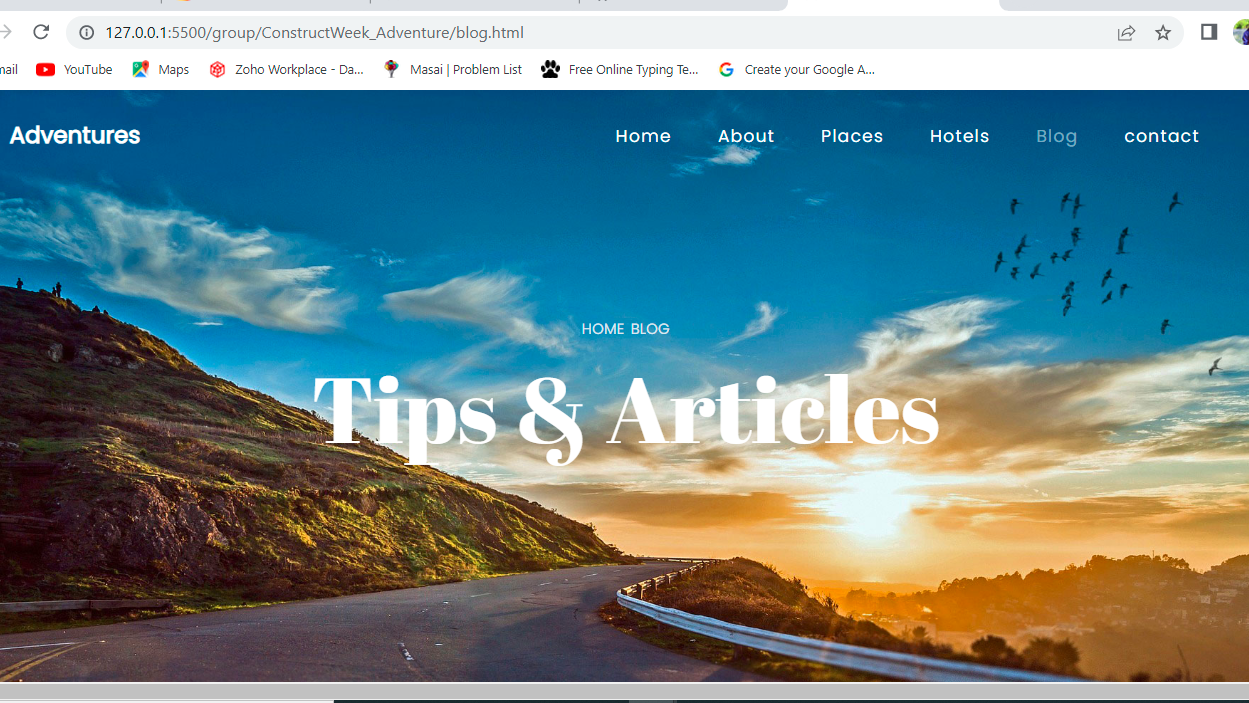 127.0.0.1:5500/group/ConstructWeek_Adventure/blog.html
mail YouTube Maps Zoho Workplace - Da... Masai | Problem List Free Online Typing Te... Create your Google A...
Adventures Home About Places Hotels Blog contact
HOME BLOG
Tips & Articles